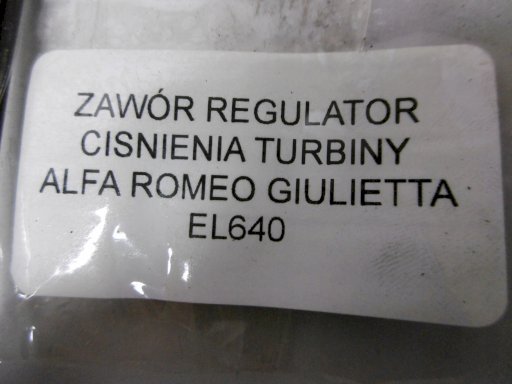 ZAWÓR REGULATOR
CISNIENIA TURBINY
ALFA ROMEO GIULIETTA
EL640